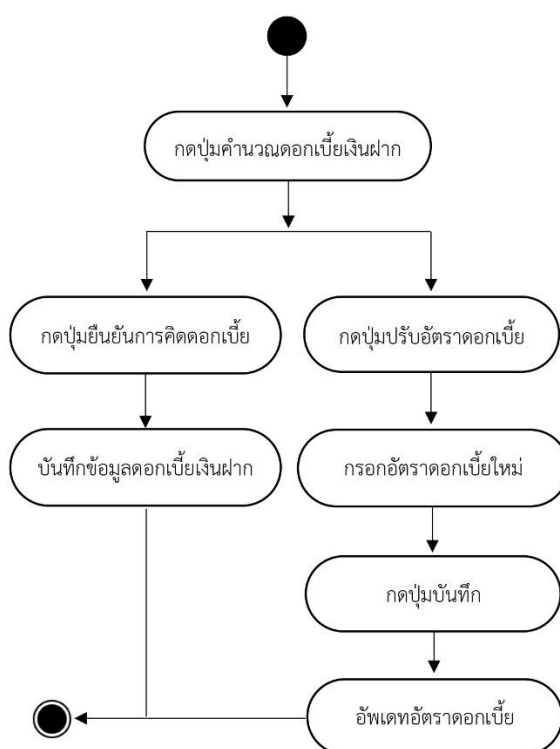 กดปุ่มคำนวณดอกเบี้ยเงินฝาก
กดปุ่มยืนยันการคิดดอกเบี้ย
กดปุ่มปรับอัตราดอกเบี้ย
บันทึกข้อมูลดอกเบี้ยเงินฝาก
กรอกอัตราดอกเบี้ยใหม่
กดปุ่มบันทึก
อัพเดทอัตราดอกเบี้ย